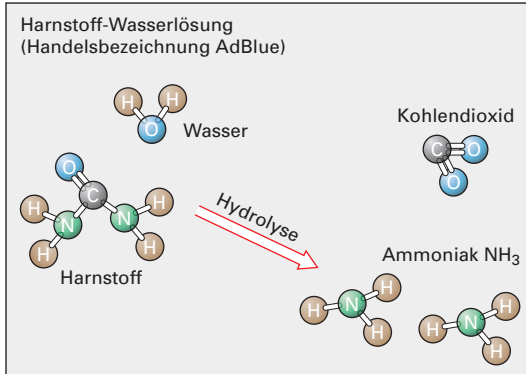 Harnstoff-Wasserlösung
(Handelsbezeichnung AdBlue)
H
H
O
Wasser
Kohlendioxid
C
O
O
O
C
H
N
N
H
H
H
Harnstoff
Hydrolyse
Ammoniak NH₃
H
N
H
H
H
N
H
H